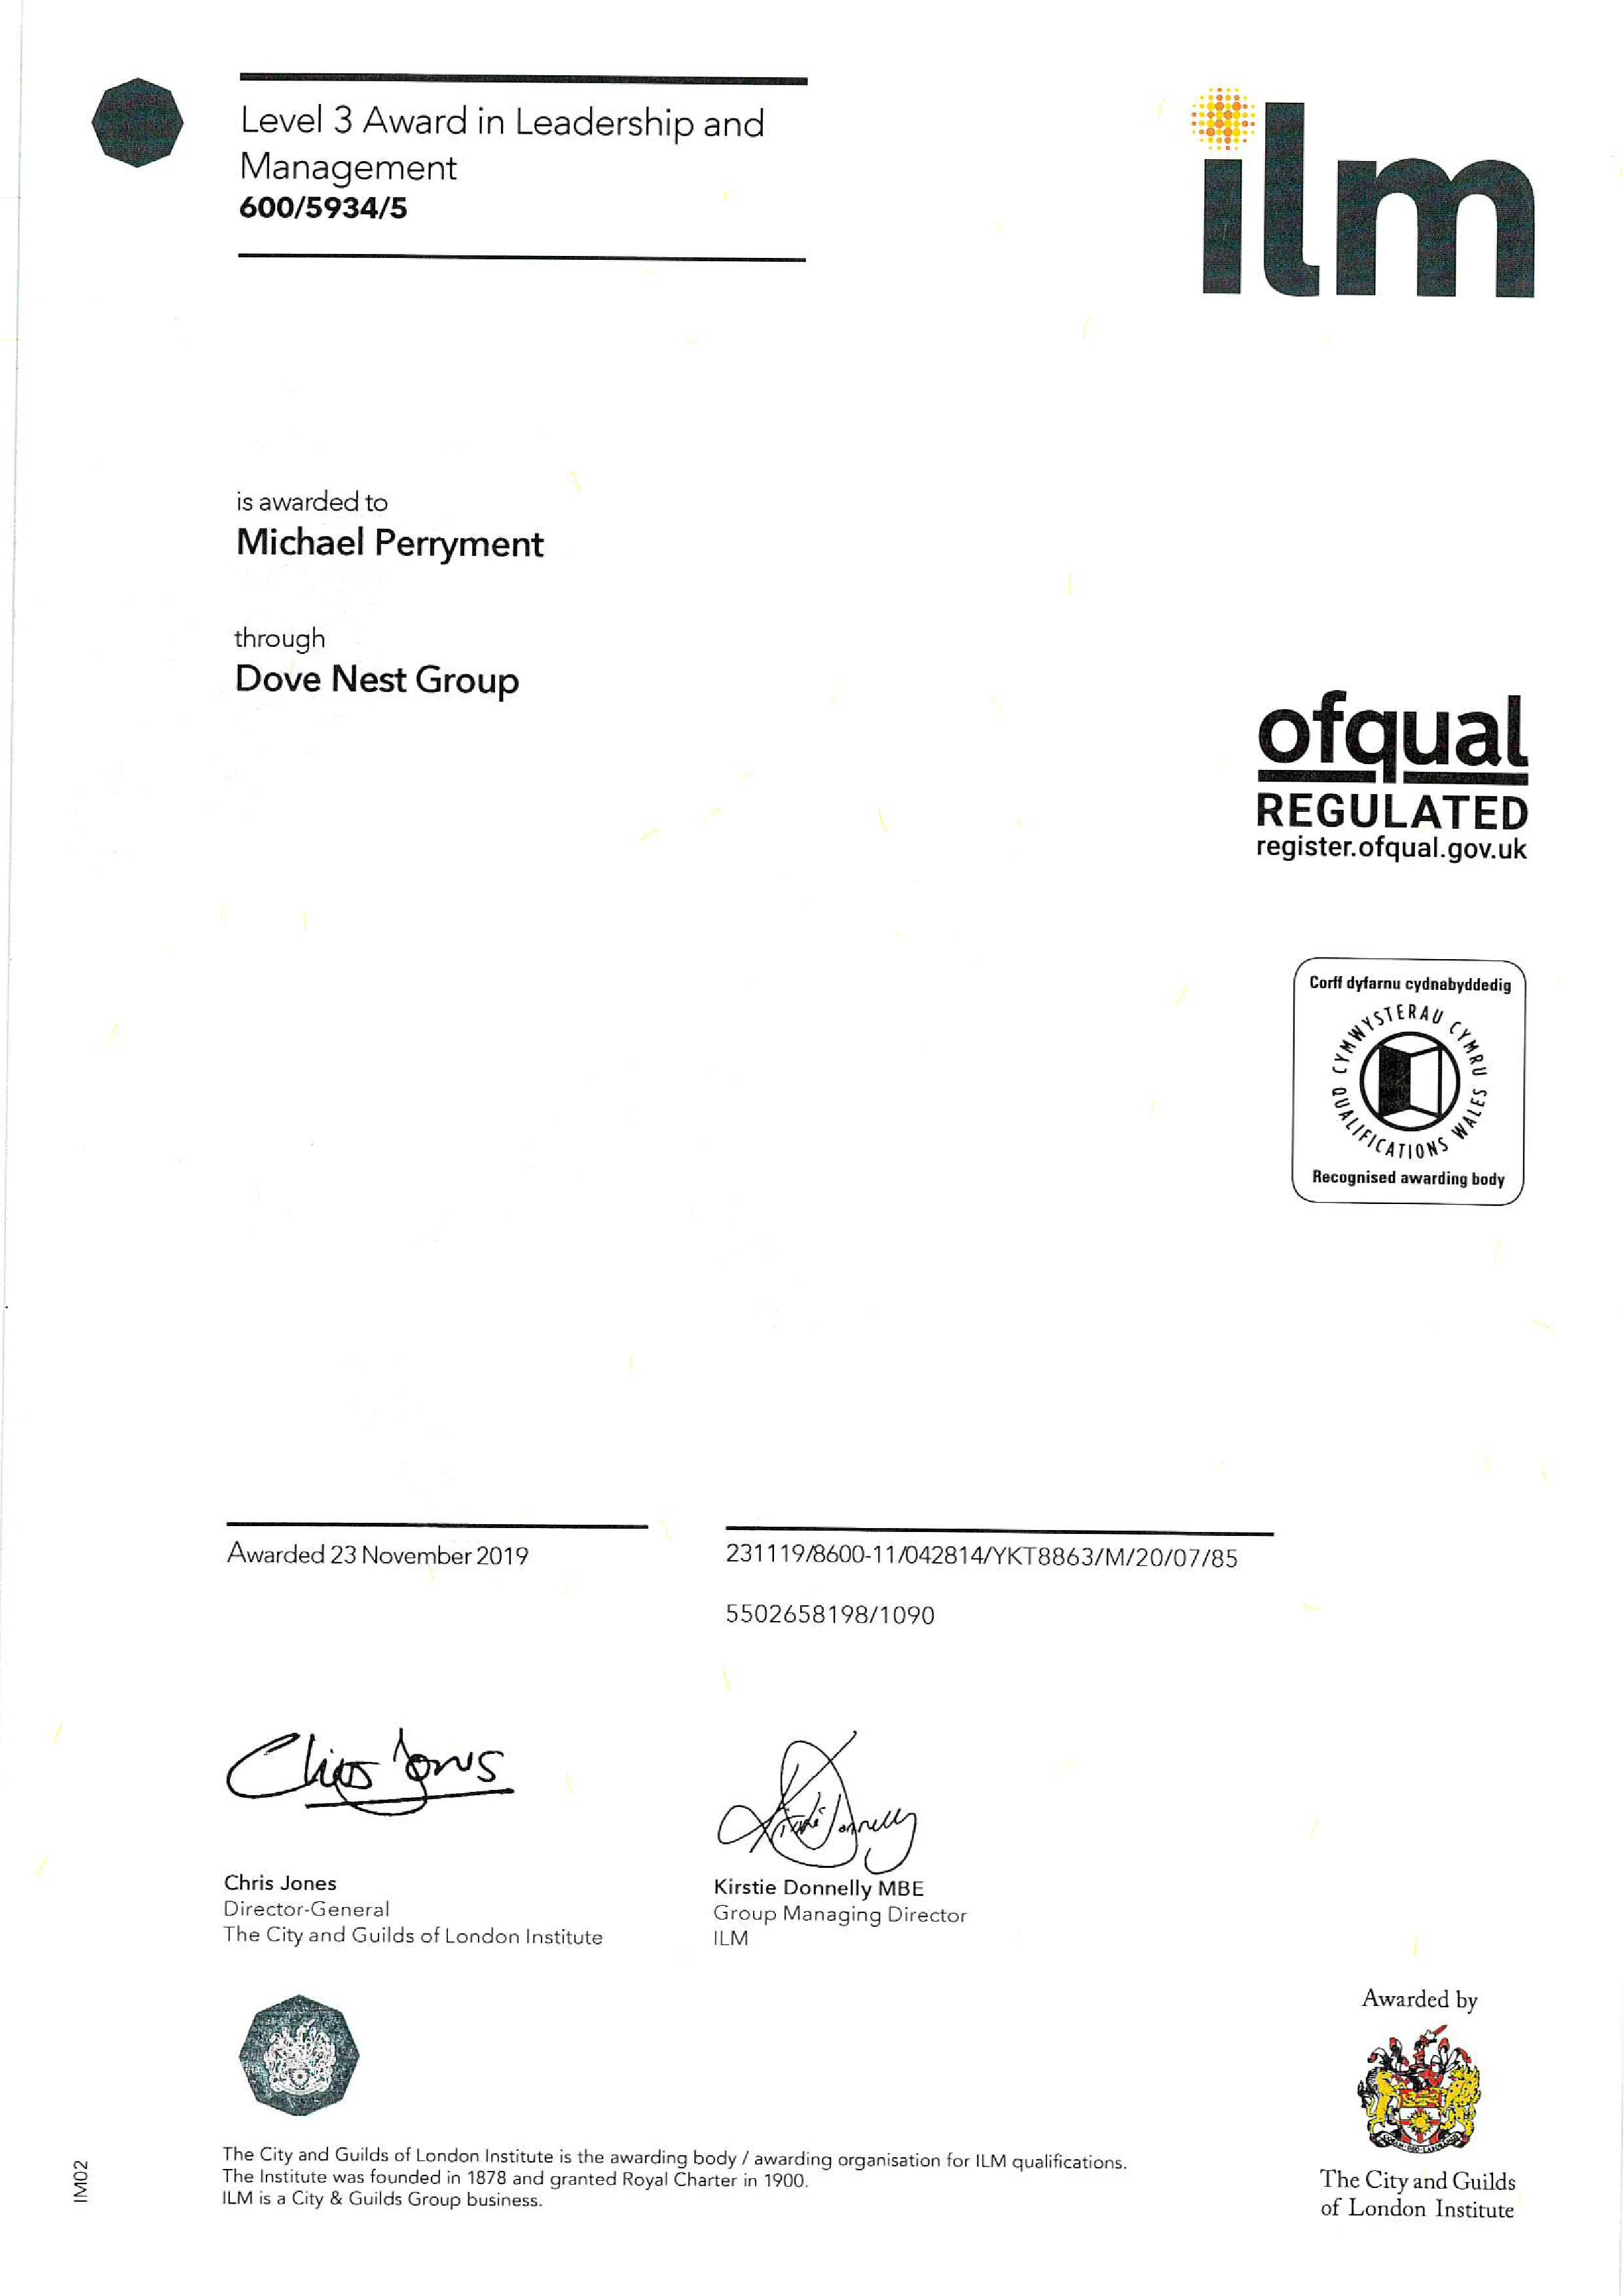 Level 3 Award in Leadership and
Management
600/5934/5
ilm
is awarded to
Michael Perryment
through
Dove Nest Group
ofqual
REGULATED
register.ofqual.gov.uk
Corff dyfarnu cydnabyddedig
CYMWYSTERAU CYMRU
QUALIFICATIONS WALES
Recognised awarding body
Awarded 23 November 2019
231119/8600-11/042814/YKT8863/M/20/07/85
5502658198/1090
Chris Jones
Kirstie Donnelly
Chris Jones
Director-General
The City and Guilds of London Institute
Kirstie Donnelly MBE
Group Managing Director
ILM
Awarded by
The City and Guilds
of London Institute
The City and Guilds of London Institute is the awarding body / awarding organisation for ILM qualifications.
The Institute was founded in 1878 and granted Royal Charter in 1900.
ILM is a City & Guilds Group business.
IM02